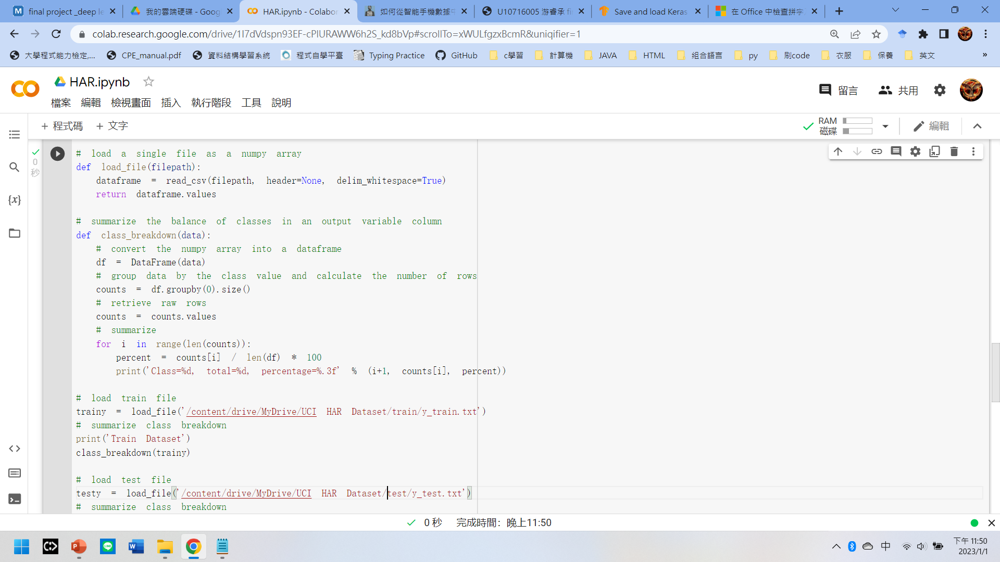 final project _deep le
我的雲端硬碟 - Goog
HAR.ipynb - Colabor
如何從智能手機數據中
U10716005 游睿承 fi
Save and load Keras
在 Office 中檢查拼字
colab.research.google.com/drive/1I7dVdspn93EF-cPlURAWW6h2S_kd8bVp#scrollTo=xWULfgzxBcmR&uniqifier=1
大學程式能力檢定,...
CPE_manual.pdf
資料結構學習系統
程式自學平臺
Typing Practice
GitHub
c學習
計算機
JAVA
HTML
組合語言
py
刷code
衣服
保養
英文
»
HAR.ipynb
留言
共用
檔案 編輯 檢視畫面 插入 執行階段 工具 說明
+ 程式碼 + 文字
RAM
磁碟
編輯
0
秒
# load a single file as a numpy array
def load_file(filepath):
    dataframe = read_csv(filepath, header=None, delim_whitespace=True)
    return dataframe.values
# summarize the balance of classes in an output variable column
def class_breakdown(data):
    # convert the numpy array into a dataframe
    df = DataFrame(data)
    # group data by the class value and calculate the number of rows
    counts = df.groupby(0).size()
    # retrieve raw rows
    counts = counts.values
    # summarize
    for i in range(len(counts)):
        percent = counts[i] / len(df) * 100
        print('Class=%d, total=%d, percentage=%.3f' % (i+1, counts[i], percent))
# load train file
trainy = load_file('/content/drive/MyDrive/UCI HAR Dataset/train/y_train.txt')
# summarize class breakdown
print('Train Dataset')
class_breakdown(trainy)
# load test file
testy = load_file('/content/drive/MyDrive/UCI HAR Dataset/test/y_test.txt')
# summarize class breakdown
0 秒 完成時間：晚上11:50
中
下午 11:50
2023/1/1